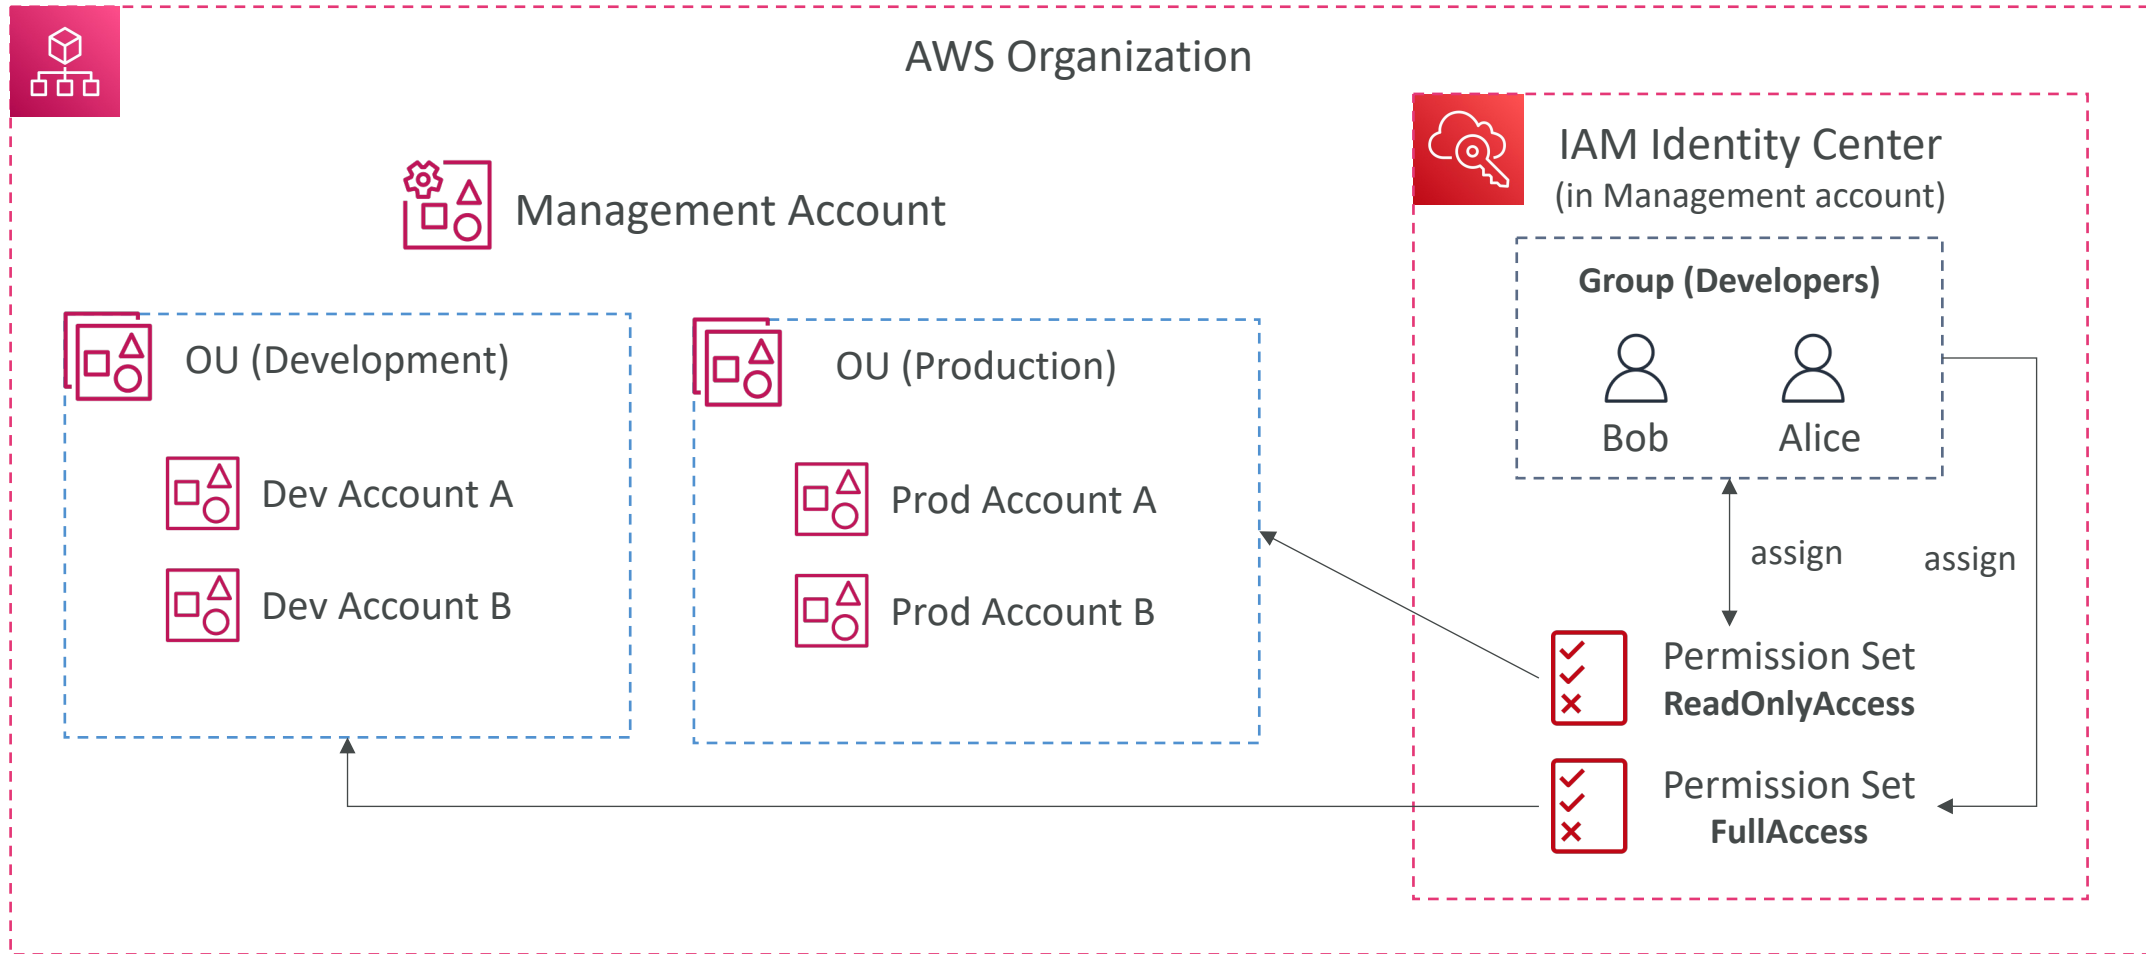 AWS Organization
Management Account
OU (Development)
Dev Account A
Dev Account B
OU (Production)
Prod Account A
Prod Account B
IAM Identity Center
(in Management account)
Group (Developers)
Bob
Alice
assign
assign
Permission Set
ReadOnlyAccess
Permission Set
FullAccess